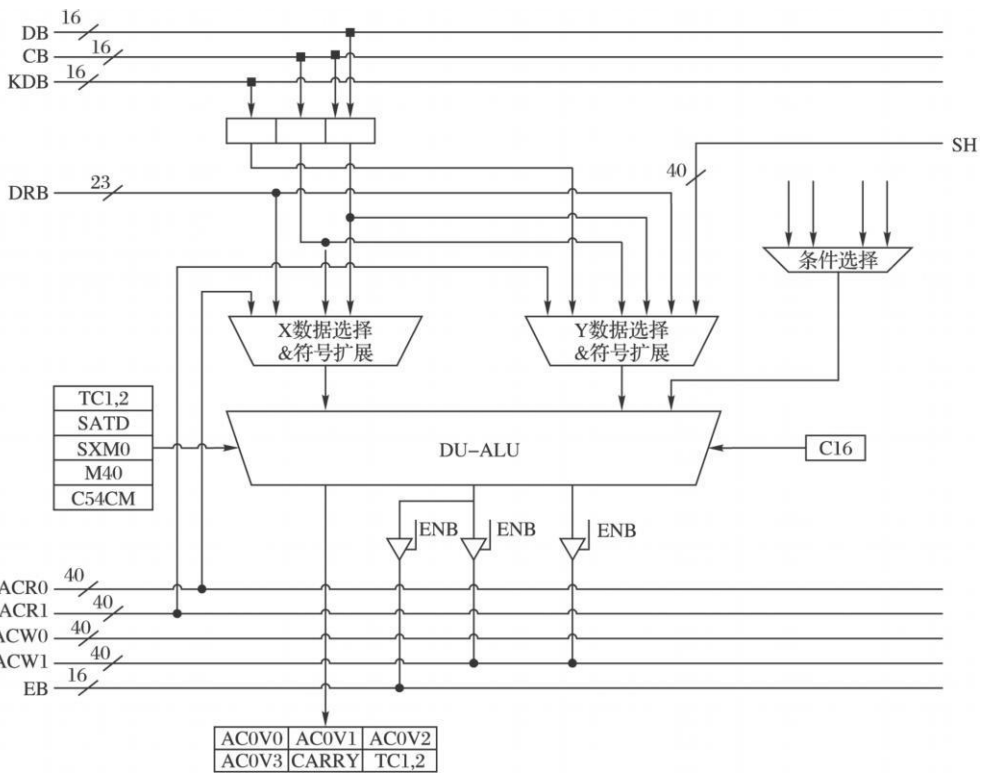 DB 16
CB 16
KDB 16
SH
DRB 23
40
条件选择
X数据选择
&符号扩展
Y数据选择
&符号扩展
TC1,2
SATD
SXM0
M40
C54CM
DU-ALU
C16
ENB ENB ENB
ACR0 40
ACR1 40
ACW0 40
ACW1 40
EB 16
AC0V0 AC0V1 AC0V2
AC0V3 CARRY TC1,2